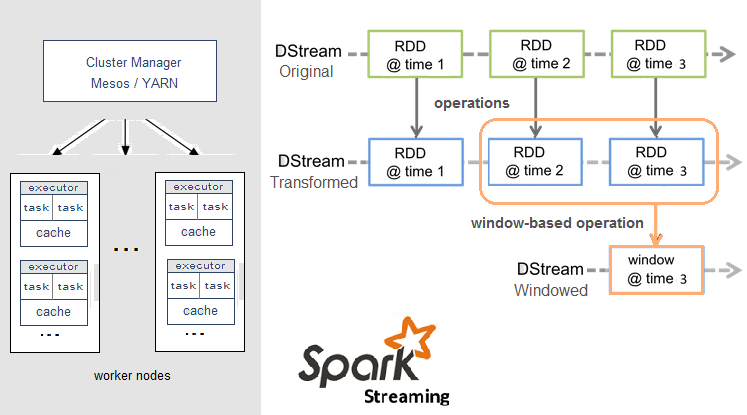 Cluster Manager
Mesos / YARN
executor
task task
cache
executor
task task
cache
...
executor
task task
cache
executor
task task
cache
...
...
worker nodes
DStream
Original
RDD
@ time 1
RDD
@ time 2
RDD
@ time 3
operations
DStream
Transformed
RDD
@ time 1
RDD
@ time 2
RDD
@ time 3
window-based operation
DStream
Windowed
window
@ time 3
Spark
Streaming